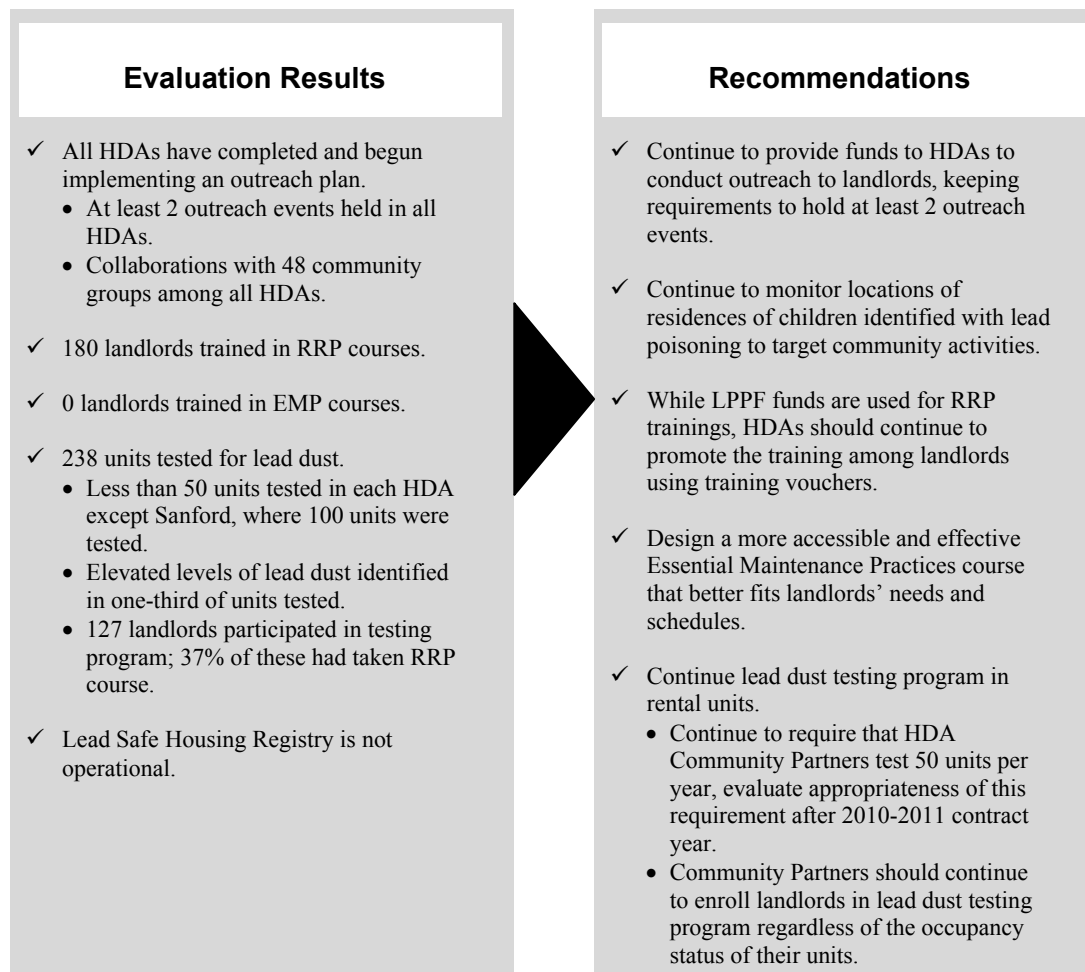 Evaluation Results
✓ All HDAs have completed and begun
implementing an outreach plan.
• At least 2 outreach events held in all
HDAs.
• Collaborations with 48 community
groups among all HDAs.
✓ 180 landlords trained in RRP courses.
✓ 0 landlords trained in EMP courses.
✓ 238 units tested for lead dust.
• Less than 50 units tested in each HDA
except Sanford, where 100 units were
tested.
• Elevated levels of lead dust identified
in one-third of units tested.
• 127 landlords participated in testing
program; 37% of these had taken RRP
course.
✓ Lead Safe Housing Registry is not
operational.
Recommendations
✓ Continue to provide funds to HDAs to
conduct outreach to landlords, keeping
requirements to hold at least 2 outreach
events.
✓ Continue to monitor locations of
residences of children identified with lead
poisoning to target community activities.
✓ While LPPF funds are used for RRP
trainings, HDAs should continue to
promote the training among landlords
using training vouchers.
✓ Design a more accessible and effective
Essential Maintenance Practices course
that better fits landlords’ needs and
schedules.
✓ Continue lead dust testing program in
rental units.
• Continue to require that HDA
Community Partners test 50 units per
year, evaluate appropriateness of this
requirement after 2010-2011 contract
year.
• Community Partners should continue
to enroll landlords in lead dust testing
program regardless of the occupancy
status of their units.